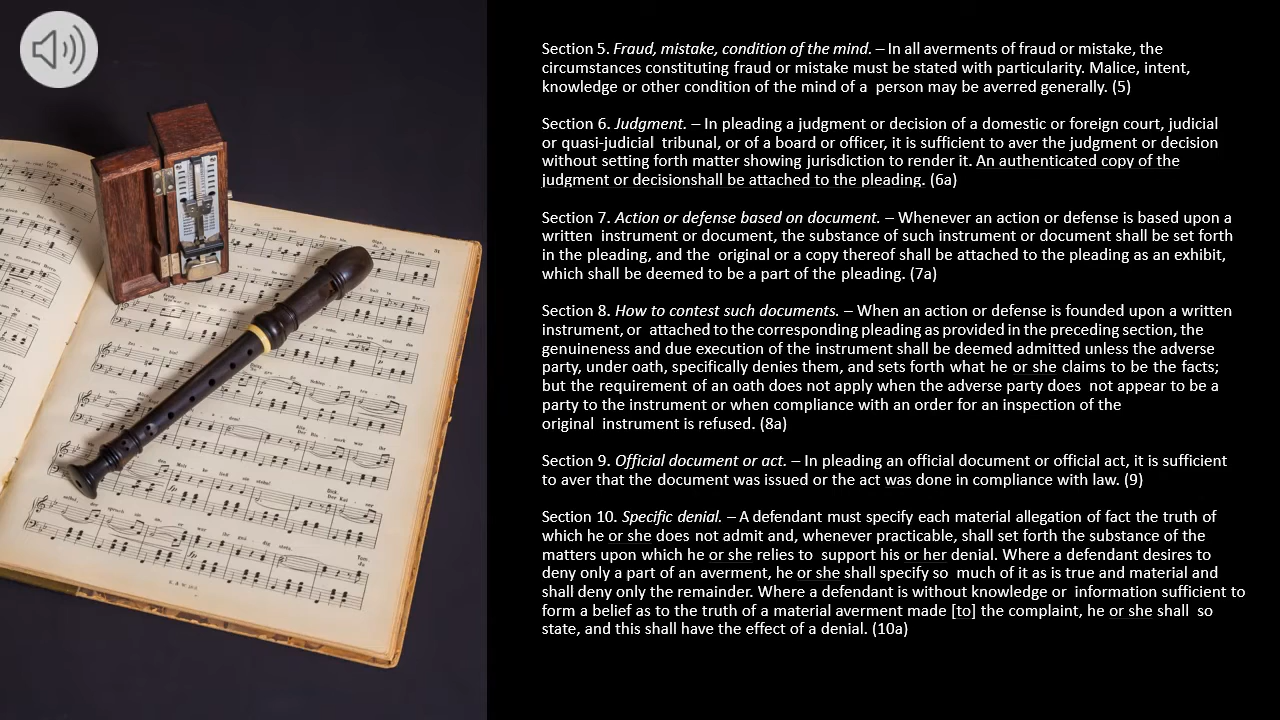 Section 5. Fraud, mistake, condition of the mind. – In all averments of fraud or mistake, the
circumstances constituting fraud or mistake must be stated with particularity. Malice, intent,
knowledge or other condition of the mind of a person may be averred generally. (5)
Section 6. Judgment. – In pleading a judgment or decision of a domestic or foreign court, judicial
or quasi-judicial tribunal, or of a board or officer, it is sufficient to aver the judgment or decision
without setting forth matter showing jurisdiction to render it. An authenticated copy of the
judgment or decisionshall be attached to the pleading. (6a)
Section 7. Action or defense based on document. – Whenever an action or defense is based upon a
written instrument or document, the substance of such instrument or document shall be set forth
in the pleading, and the original or a copy thereof shall be attached to the pleading as an exhibit,
which shall be deemed to be a part of the pleading. (7a)
Section 8. How to contest such documents. – When an action or defense is founded upon a written
instrument, or attached to the corresponding pleading as provided in the preceding section, the
genuineness and due execution of the instrument shall be deemed admitted unless the adverse
party, under oath, specifically denies them, and sets forth what he or she claims to be the facts;
but the requirement of an oath does not apply when the adverse party does not appear to be a
party to the instrument or when compliance with an order for an inspection of the
original instrument is refused. (8a)
Section 9. Official document or act. – In pleading an official document or official act, it is sufficient
to aver that the document was issued or the act was done in compliance with law. (9)
Section 10. Specific denial. – A defendant must specify each material allegation of fact the truth of
which he or she does not admit and, whenever practicable, shall set forth the substance of the
matters upon which he or she relies to support his or her denial. Where a defendant desires to
deny only a part of an averment, he or she shall specify so much of it as is true and material and
shall deny only the remainder. Where a defendant is without knowledge or information sufficient to
form a belief as to the truth of a material averment made [to] the complaint, he or she shall so
state, and this shall have the effect of a denial. (10a)